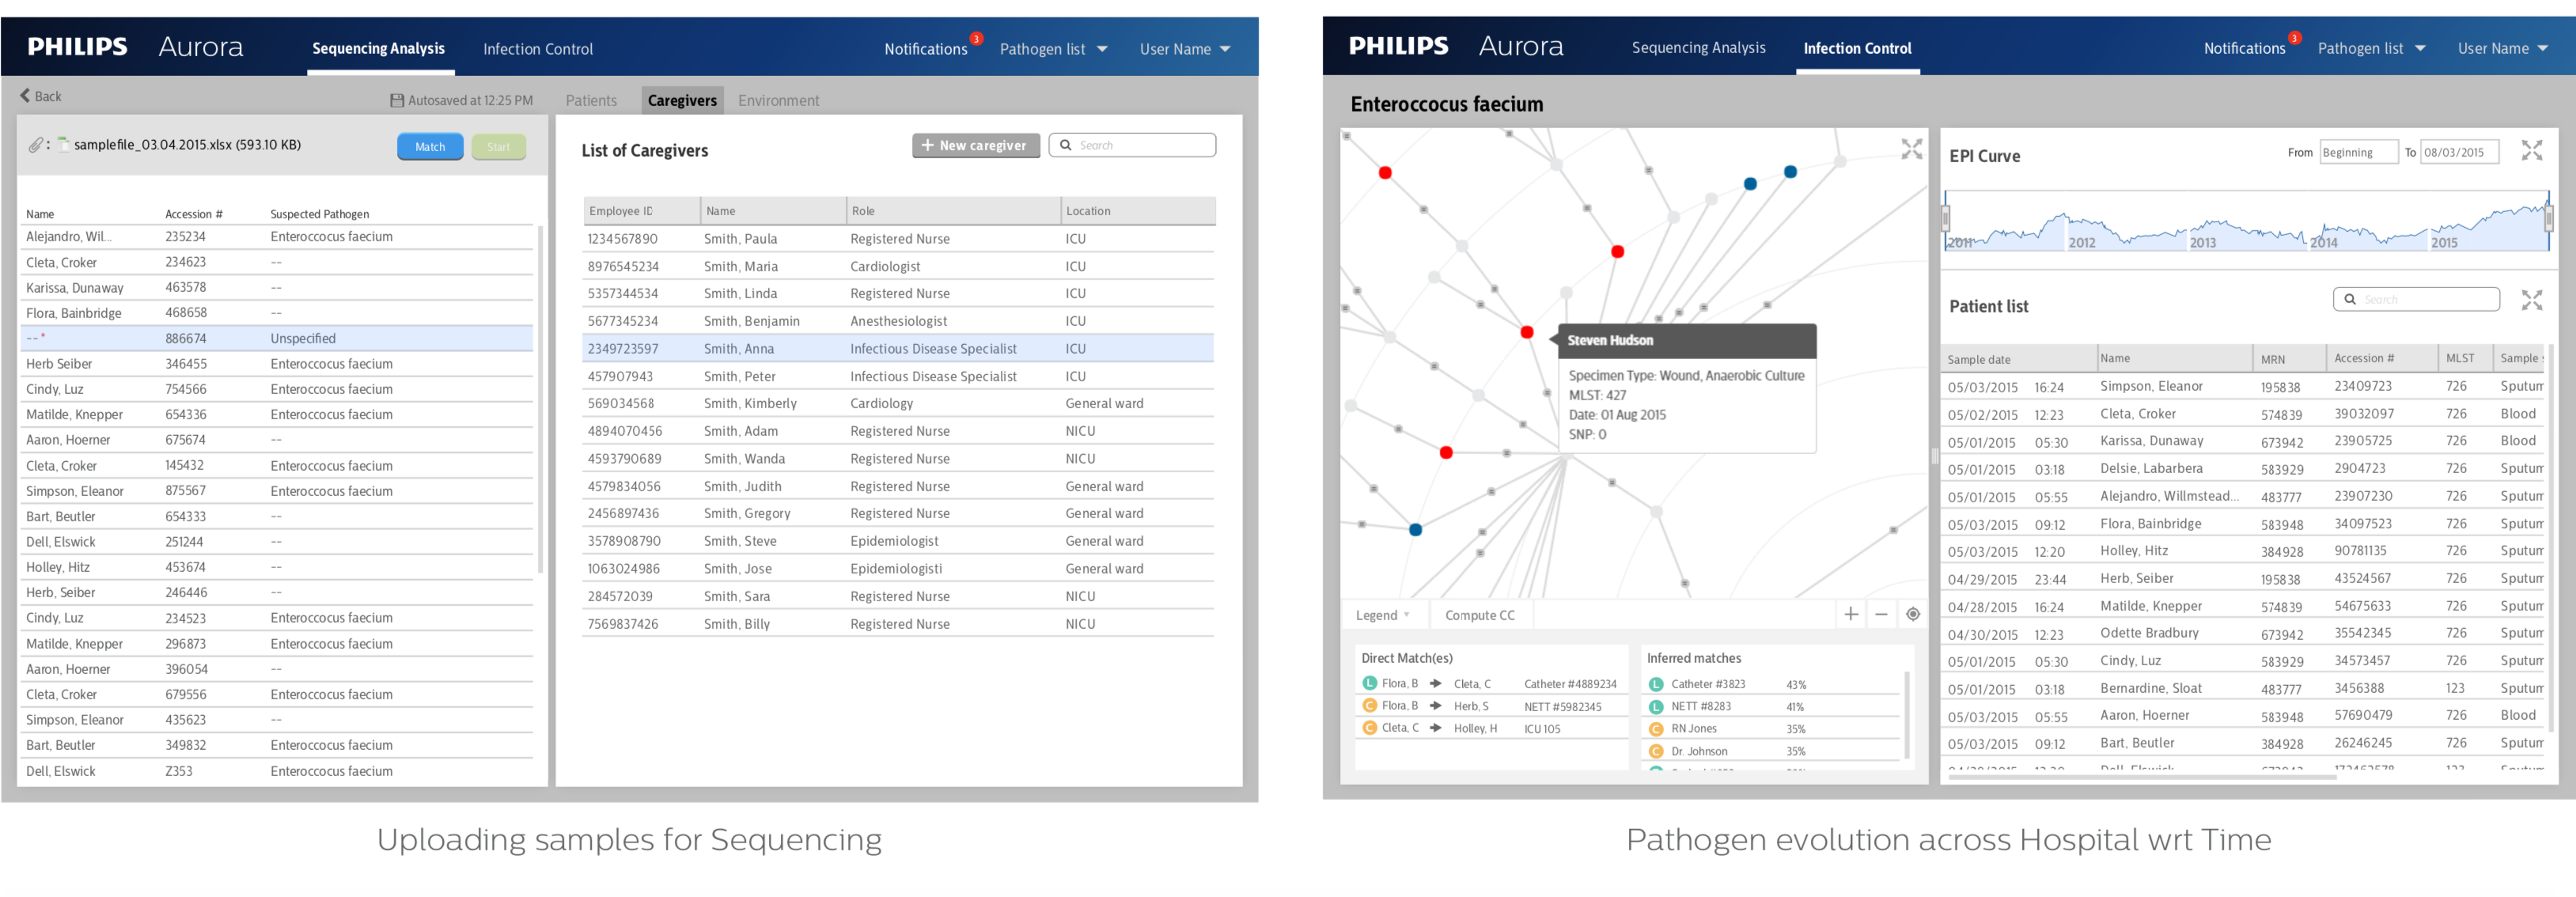 PHILIPS Aurora Sequencing Analysis Infection Control Notifications 3 Pathogen list User Name
Back Autosaved at 12:25 PM Patients Caregivers Environment
: samplefile_03.04.2015.xlsx (593.10 KB) Match Start
Name Accession # Suspected Pathogen
Alejandro, Wil... 235234 Enteroccocus faecium
Cleta, Croker 234623 --
Karissa, Dunaway 463578 --
Flora, Bainbridge 468658 --
-- * 886674 Unspecified
Herb Seiber 346455 Enteroccocus faecium
Cindy, Luz 754566 Enteroccocus faecium
Matilde, Knepper 654336 Enteroccocus faecium
Aaron, Hoerner 675674 --
Cleta, Croker 145432 Enteroccocus faecium
Simpson, Eleanor 875567 Enteroccocus faecium
Bart, Beutler 654333 --
Dell, Elswick 251244 --
Holley, Hitz 453674 --
Herb, Seiber 246446 --
Cindy, Luz 234523 Enteroccocus faecium
Matilde, Knepper 296873 Enteroccocus faecium
Aaron, Hoerner 396054 --
Cleta, Croker 679556 Enteroccocus faecium
Simpson, Eleanor 435623 --
Bart, Beutler 349832 Enteroccocus faecium
Dell, Elswick Z353 Enteroccocus faecium
List of Caregivers + New caregiver Search
Employee ID Name Role Location
1234567890 Smith, Paula Registered Nurse ICU
8976545234 Smith, Maria Cardiologist ICU
5357344534 Smith, Linda Registered Nurse ICU
5677345234 Smith, Benjamin Anesthesiologist ICU
2349723597 Smith, Anna Infectious Disease Specialist ICU
457907943 Smith, Peter Infectious Disease Specialist ICU
569034568 Smith, Kimberly Cardiology General ward
4894070456 Smith, Adam Registered Nurse NICU
4593790689 Smith, Wanda Registered Nurse NICU
4579834056 Smith, Judith Registered Nurse General ward
2456897436 Smith, Gregory Registered Nurse General ward
3578908790 Smith, Steve Epidemiologist General ward
1063024986 Smith, Jose Epidemiologisti General ward
284572039 Smith, Sara Registered Nurse NICU
7569837426 Smith, Billy Registered Nurse NICU
Uploading samples for Sequencing
PHILIPS Aurora Sequencing Analysis Infection Control Notifications 3 Pathogen list User Name
Enteroccocus faecium
Steven Hudson
Specimen Type: Wound, Anaerobic Culture
MLST: 427
Date: 01 Aug 2015
SNP: 0
Legend Compute CC + −
Direct Match(es)
L Flora, B Cleta, C Catheter #4889234
C Flora, B Herb, S NETT #5982345
C Cleta, C Holley, H ICU 105
Inferred matches
L Catheter #3823 43%
L NETT #8283 41%
C RN Jones 35%
C Dr. Johnson 35%
EPI Curve From Beginning To 08/03/2015
2011 2012 2013 2014 2015
Patient list Search
Sample date Name MRN Accession # MLST Sample
05/03/2015 16:24 Simpson, Eleanor 195838 23409723 726 Sputum
05/02/2015 12:23 Cleta, Croker 574839 39032097 726 Blood
05/01/2015 05:30 Karissa, Dunaway 673942 23905725 726 Blood
05/01/2015 03:18 Delsie, Labarbera 583929 2904723 726 Sputum
05/01/2015 05:55 Alejandro, Willmstead... 483777 23907230 726 Sputum
05/03/2015 09:12 Flora, Bainbridge 583948 34097523 726 Sputum
05/03/2015 12:20 Holley, Hitz 384928 90781135 726 Sputum
04/29/2015 23:44 Herb, Seiber 195838 43524567 726 Sputum
04/28/2015 16:24 Matilde, Knepper 574839 54675633 726 Sputum
04/30/2015 12:23 Odette Bradbury 673942 35542345 726 Sputum
05/01/2015 05:30 Cindy, Luz 583929 34573457 726 Sputum
05/01/2015 03:18 Bernardine, Sloat 483777 3456388 123 Sputum
05/03/2015 05:55 Aaron, Hoerner 583948 57690479 726 Blood
05/03/2015 09:12 Bart, Beutler 384928 26246245 726 Sputum
Pathogen evolution across Hospital wrt Time